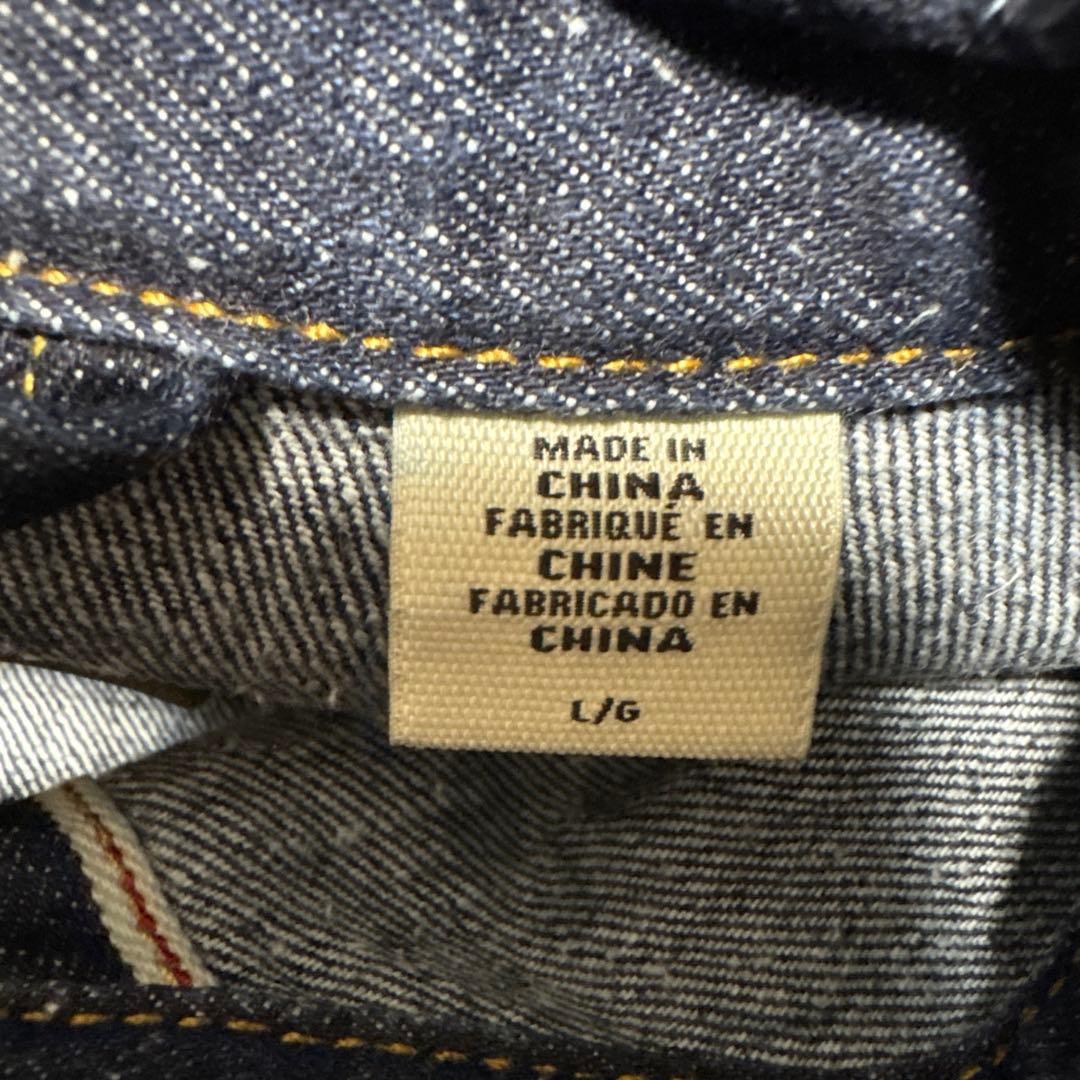 MADE IN
CHINA
FABRIQUÉ EN
CHINE
FABRICADO EN
CHINA
L/G